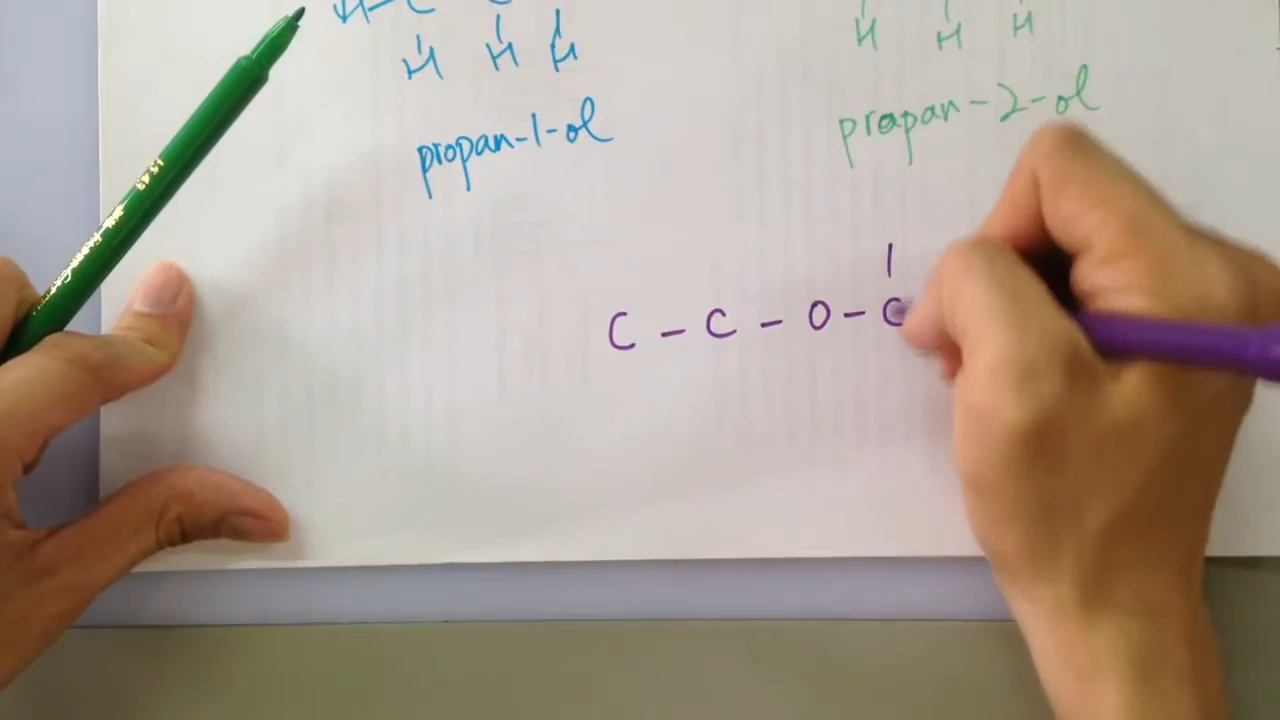 H-C
H H H
H H H
propan-1-ol
propan-2-ol
C - C - O - C